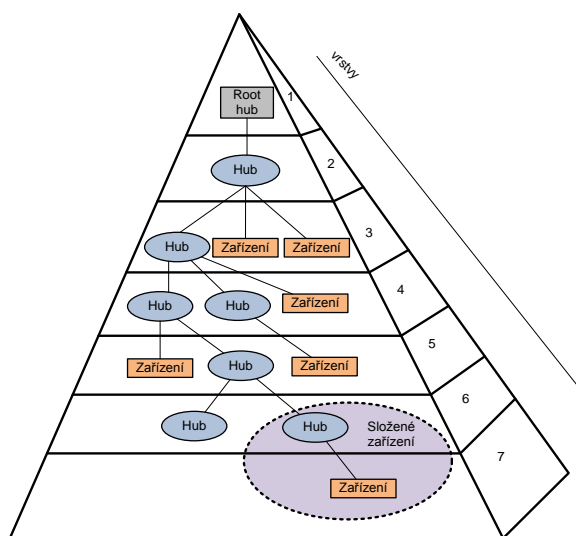 vrstvy
Root
hub
1
Hub
2
Hub
Zařízení
Zařízení
3
Hub
Hub
Zařízení
4
Zařízení
Hub
Zařízení
5
Hub
Hub
Složené
zařízení
6
Zařízení
7